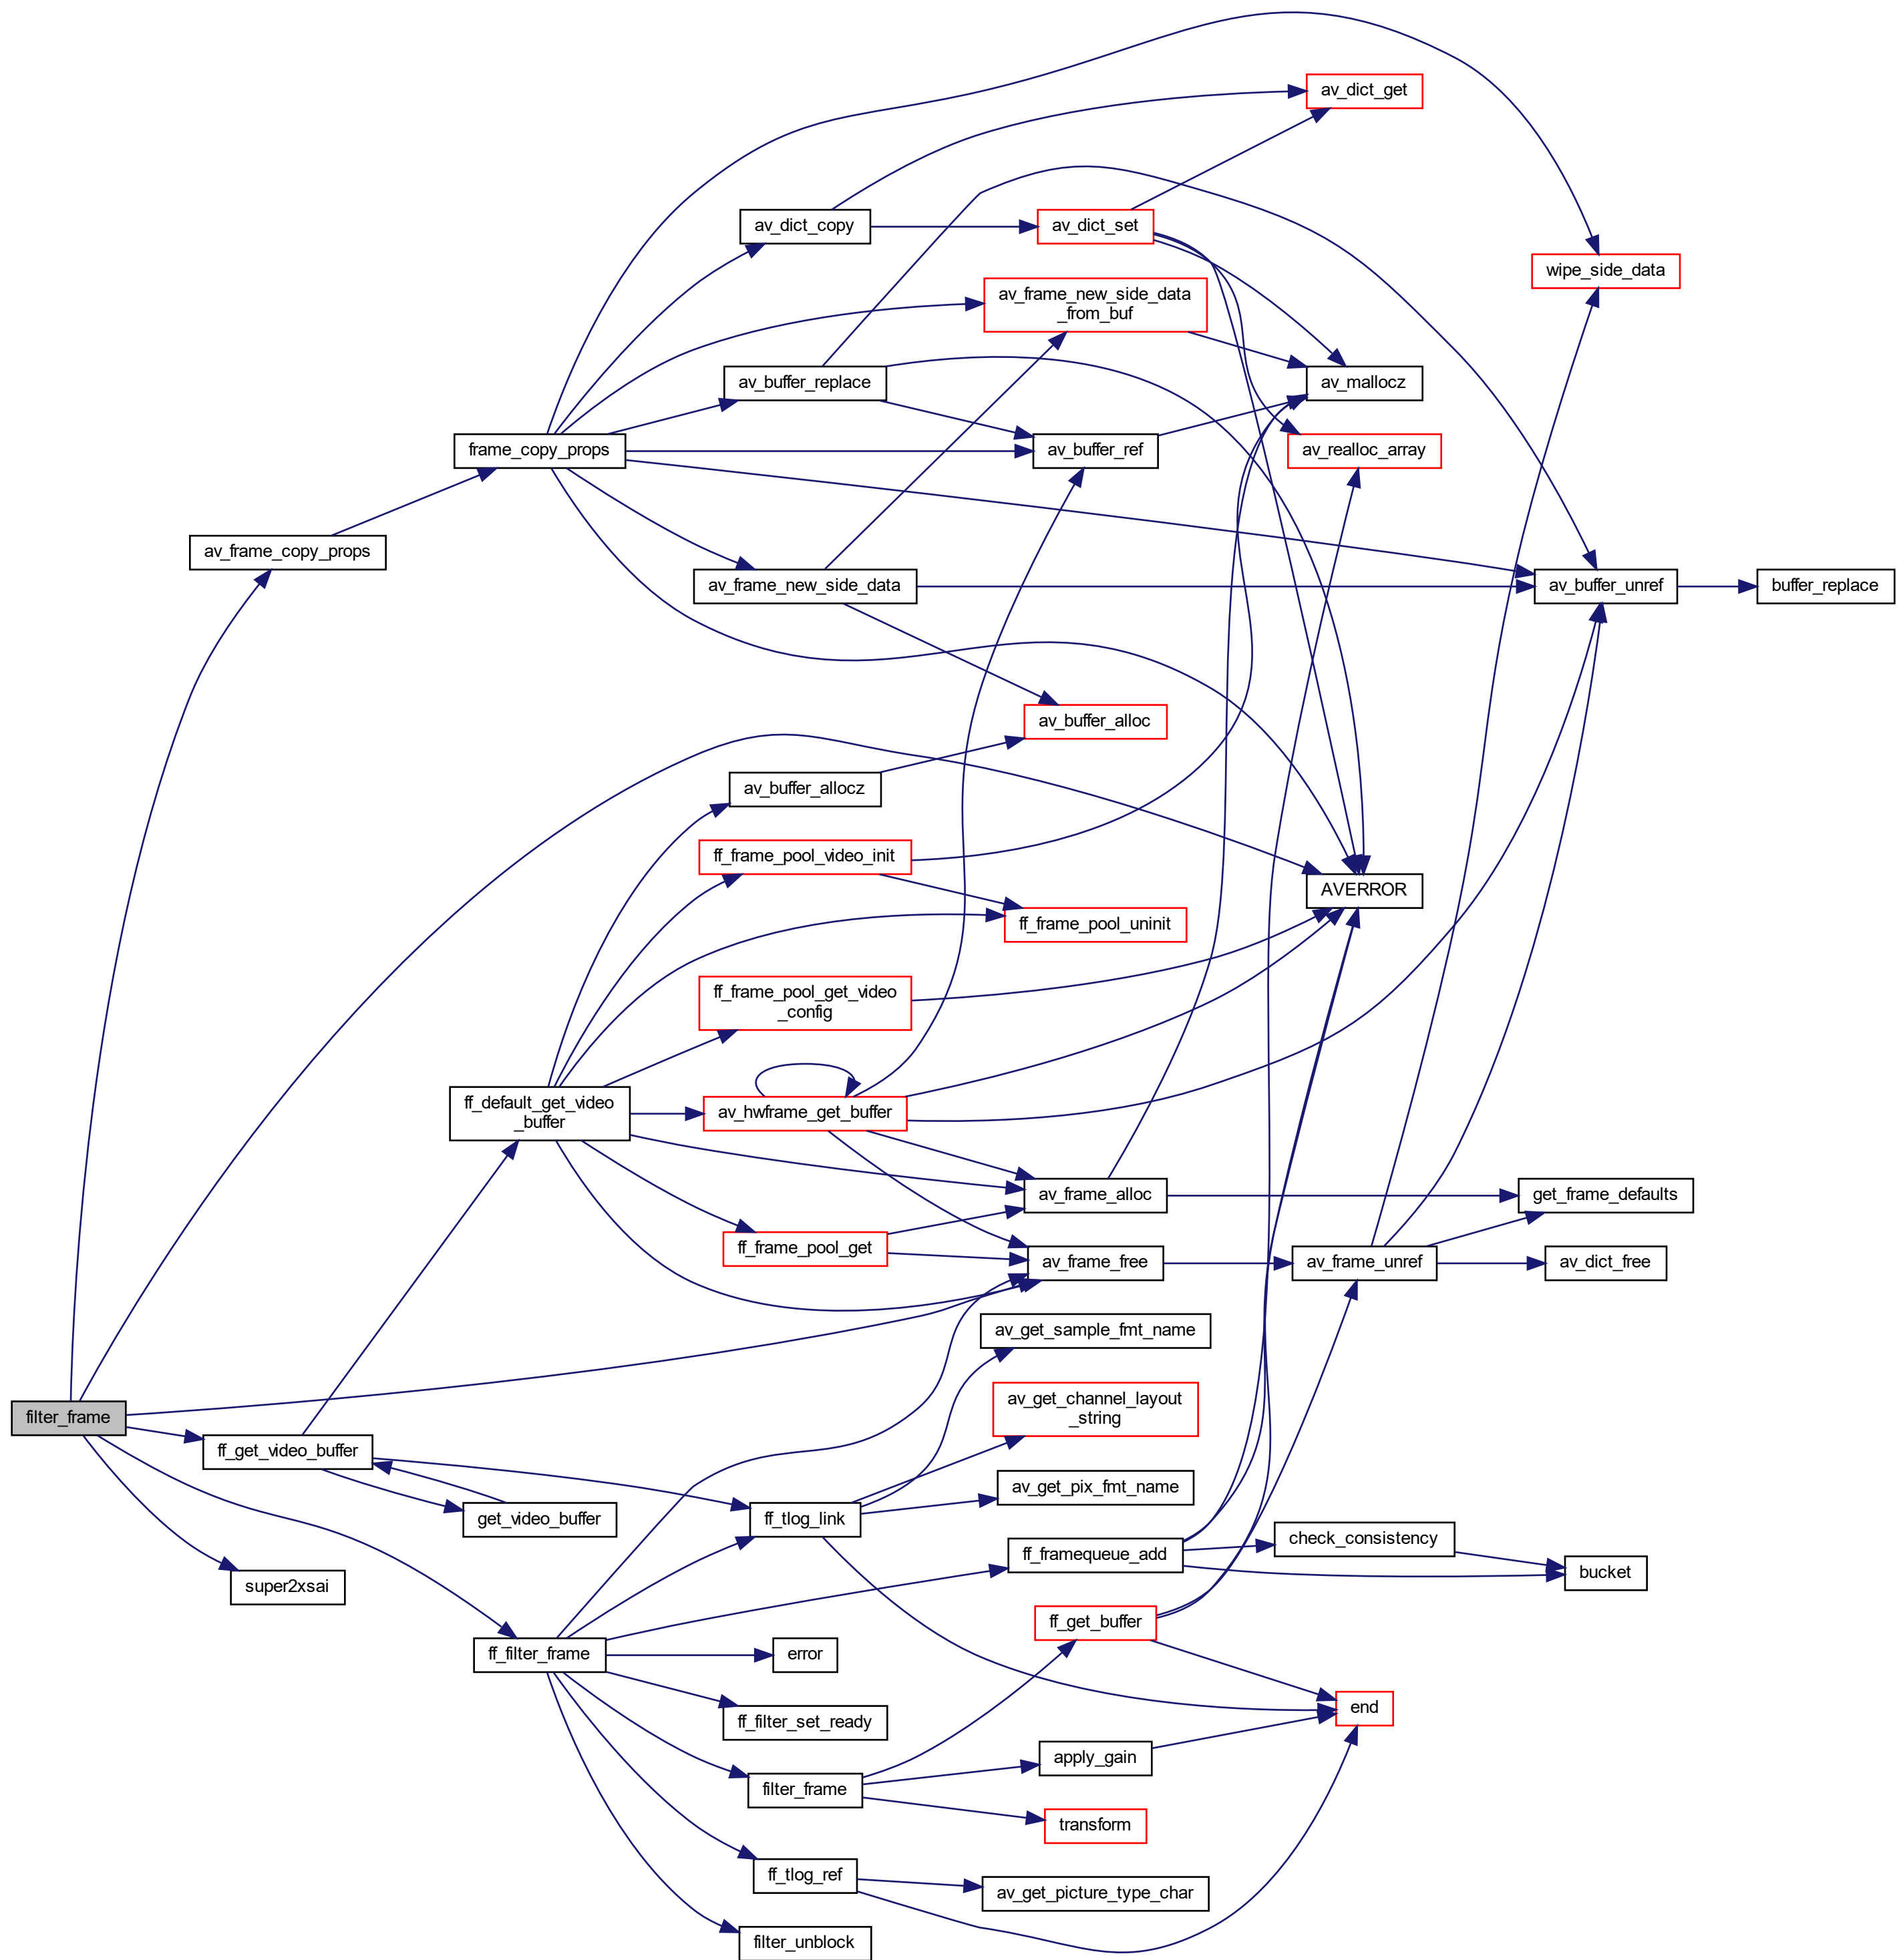 av_dict_get
av_dict_copy
av_dict_set
wipe_side_data
av_frame_new_side_data
_from_buf
av_buffer_replace
av_mallocz
frame_copy_props
av_buffer_ref
av_realloc_array
av_frame_copy_props
av_frame_new_side_data
av_buffer_unref
buffer_replace
av_buffer_alloc
av_buffer_allocz
ff_frame_pool_video_init
AVERROR
ff_frame_pool_uninit
ff_frame_pool_get_video
_config
ff_default_get_video
_buffer
av_hwframe_get_buffer
av_frame_alloc
get_frame_defaults
ff_frame_pool_get
av_frame_free
av_frame_unref
av_dict_free
av_get_sample_fmt_name
filter_frame
av_get_channel_layout
_string
ff_get_video_buffer
av_get_pix_fmt_name
get_video_buffer
ff_tlog_link
check_consistency
ff_framequeue_add
bucket
super2xsai
ff_get_buffer
ff_filter_frame
error
end
ff_filter_set_ready
apply_gain
filter_frame
transform
ff_tlog_ref
av_get_picture_type_char
filter_unblock